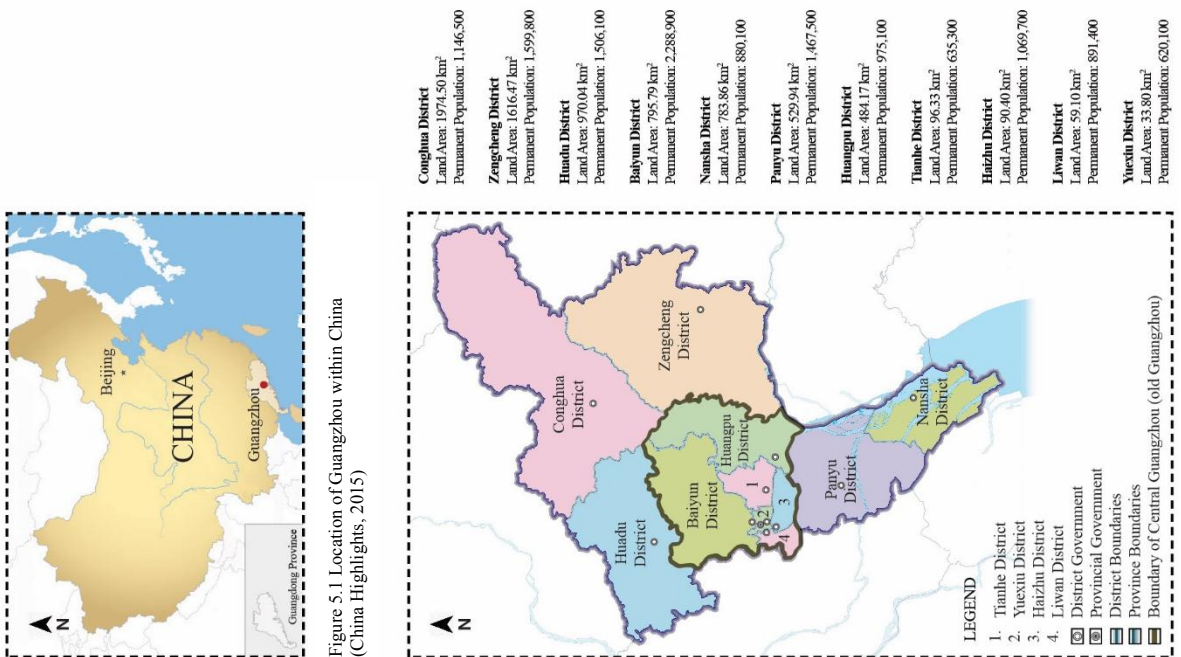 N
Beijing
CHINA
Guangzhou
Guangdong Province
Figure 5.1 Location of Guangzhou within China
(China Highlights, 2015)
N
Conghua
District
Huadu
District
Zengcheng
District
Baiyun
District
Huangpu
District
1
2
3
4
Panyu
District
Nansha
District
LEGEND
1. Tianhe District
2. Yuexiu District
3. Haizhu District
4. Liwan District
District Government
Provincial Government
District Boundaries
Province Boundaries
Boundary of Central Guangzhou (old Guangzhou)
Conghua District
Land Area: 1974.50 km²
Permanent Population: 1,146,500
Zengcheng District
Land Area: 1616.47 km²
Permanent Population: 1,599,800
Huadu District
Land Area: 970.04 km²
Permanent Population: 1,506,100
Baiyun District
Land Area: 795.79 km²
Permanent Population: 2,288,900
Nansha District
Land Area: 783.86 km²
Permanent Population: 880,100
Panyu District
Land Area: 529.94 km²
Permanent Population: 1,467,500
Huangpu District
Land Area: 484.17 km²
Permanent Population: 975,100
Tianhe District
Land Area: 96.33 km²
Permanent Population: 635,300
Haizhu District
Land Area: 90.40 km²
Permanent Population: 1,069,700
Liwan District
Land Area: 59.10 km²
Permanent Population: 891,400
Yuexiu District
Land Area: 33.80 km²
Permanent Population: 620,100